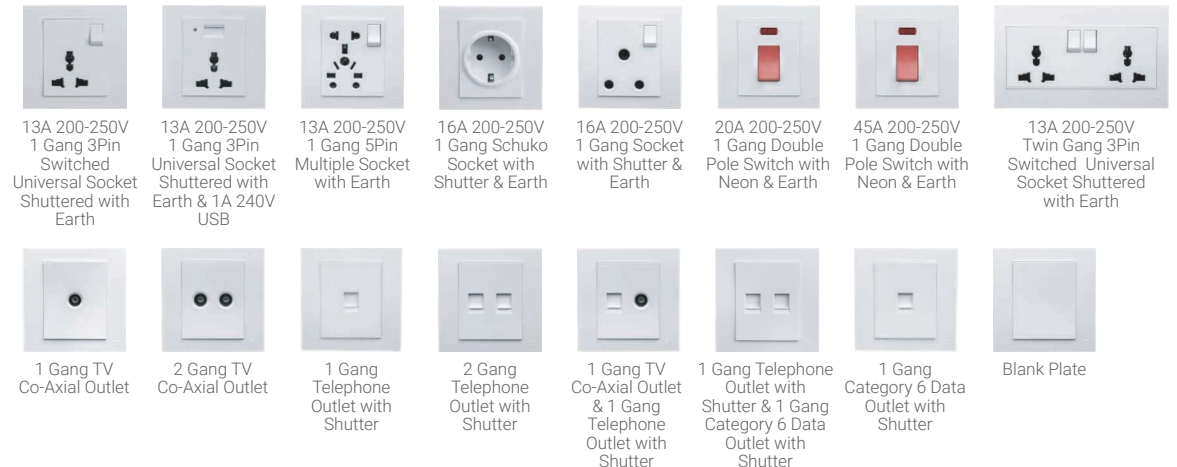 13A 200-250V
1 Gang 3Pin
Switched
Universal Socket
Shuttered with
Earth
13A 200-250V
1 Gang 3Pin
Universal Socket
Shuttered with
Earth & 1A 240V
USB
13A 200-250V
1 Gang 5Pin
Multiple Socket
with Earth
16A 200-250V
1 Gang Schuko
Socket with
Shutter & Earth
16A 200-250V
1 Gang Socket
with Shutter &
Earth
20A 200-250V
1 Gang Double
Pole Switch with
Neon & Earth
45A 200-250V
1 Gang Double
Pole Switch with
Neon & Earth
13A 200-250V
Twin Gang 3Pin
Switched Universal
Socket Shuttered
with Earth
1 Gang TV
Co-Axial Outlet
2 Gang TV
Co-Axial Outlet
1 Gang
Telephone
Outlet with
Shutter
2 Gang
Telephone
Outlet with
Shutter
1 Gang TV
Co-Axial Outlet
& 1 Gang
Telephone
Outlet with
Shutter
1 Gang Telephone
Outlet with
Shutter & 1 Gang
Category 6 Data
Outlet with
Shutter
1 Gang
Category 6 Data
Outlet with
Shutter
Blank Plate